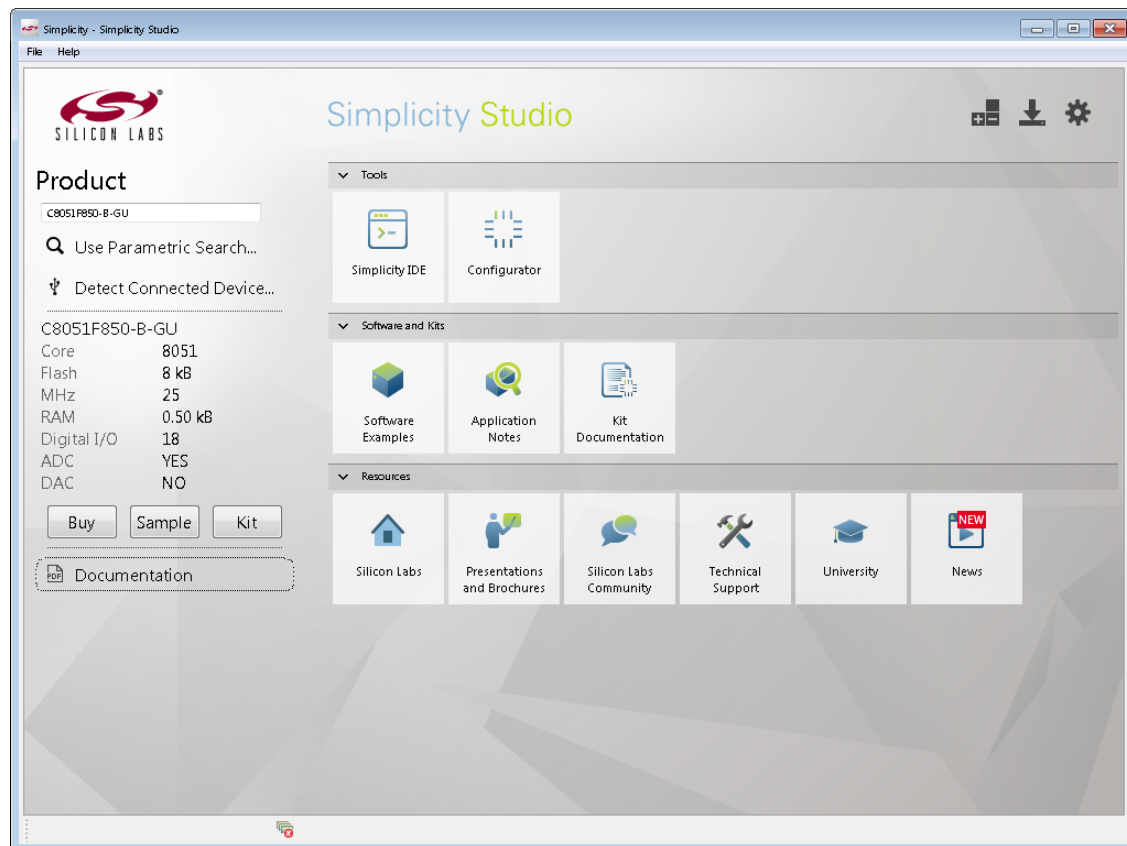 Simplicity - Simplicity Studio
File Help
SILICON LABS
Simplicity Studio
Product
C8051F850-B-GU
Use Parametric Search...
Detect Connected Device...
C8051F850-B-GU
Core 8051
Flash 8 kB
MHz 25
RAM 0.50 kB
Digital I/O 18
ADC YES
DAC NO
Buy Sample Kit
PDF Documentation
Tools
Simplicity IDE Configurator
Software and Kits
Software Application Kit
Examples Notes Documentation
Resources
NEW
Silicon Labs Presentations Silicon Labs Technical University News
and Brochures Community Support